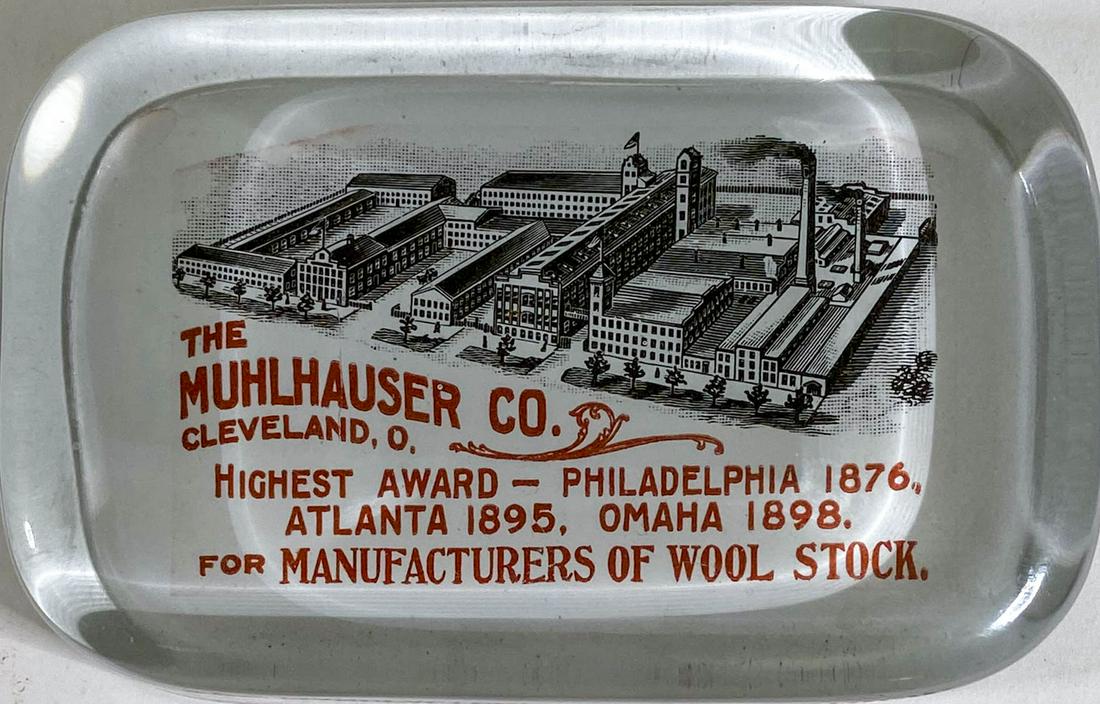 THE
MUHLHAUSER CO.
CLEVELAND, O.
HIGHEST AWARD — PHILADELPHIA 1876.,
ATLANTA 1895, OMAHA 1898.
FOR MANUFACTURERS OF WOOL STOCK.